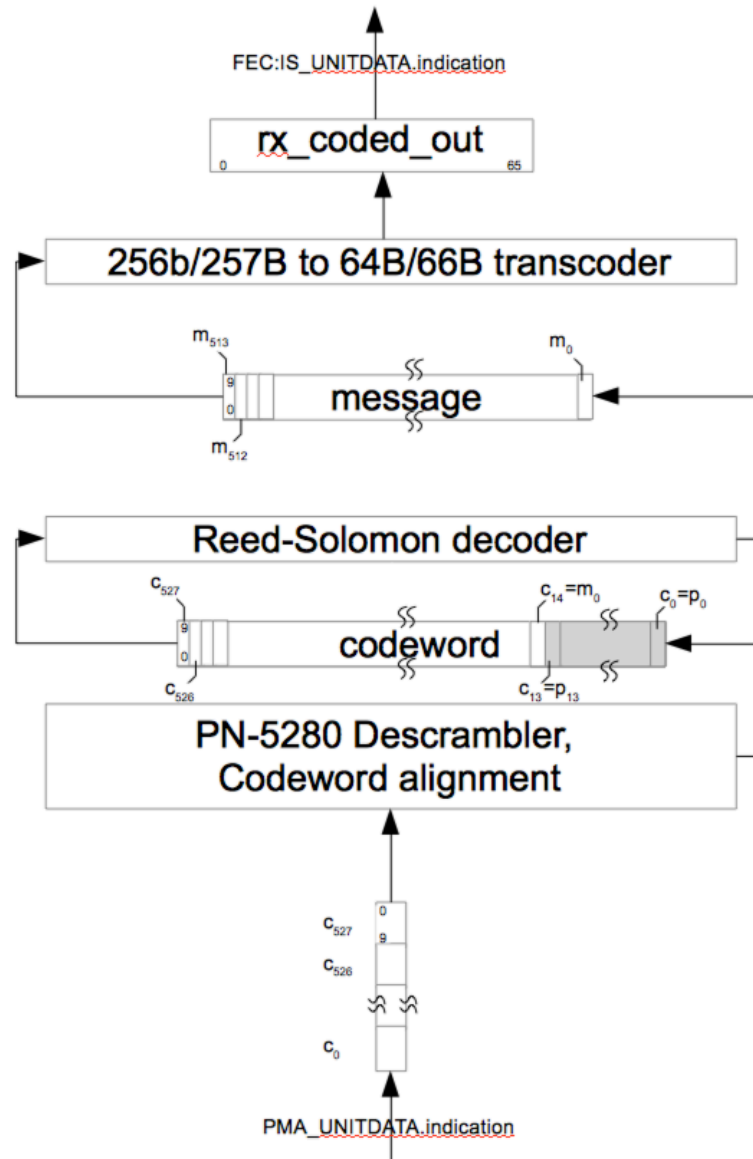 FEC:IS_UNITDATA.indication
rx_coded_out
0 65
256b/257B to 64B/66B transcoder
m513 m0
9
message
0
m512
Reed-Solomon decoder
c527 c14=m0 c0=p0
9
codeword
0
c526 c13=p13
PN-5280 Descrambler,
Codeword alignment
0
c527
9
c526
c0
PMA_UNITDATA.indication